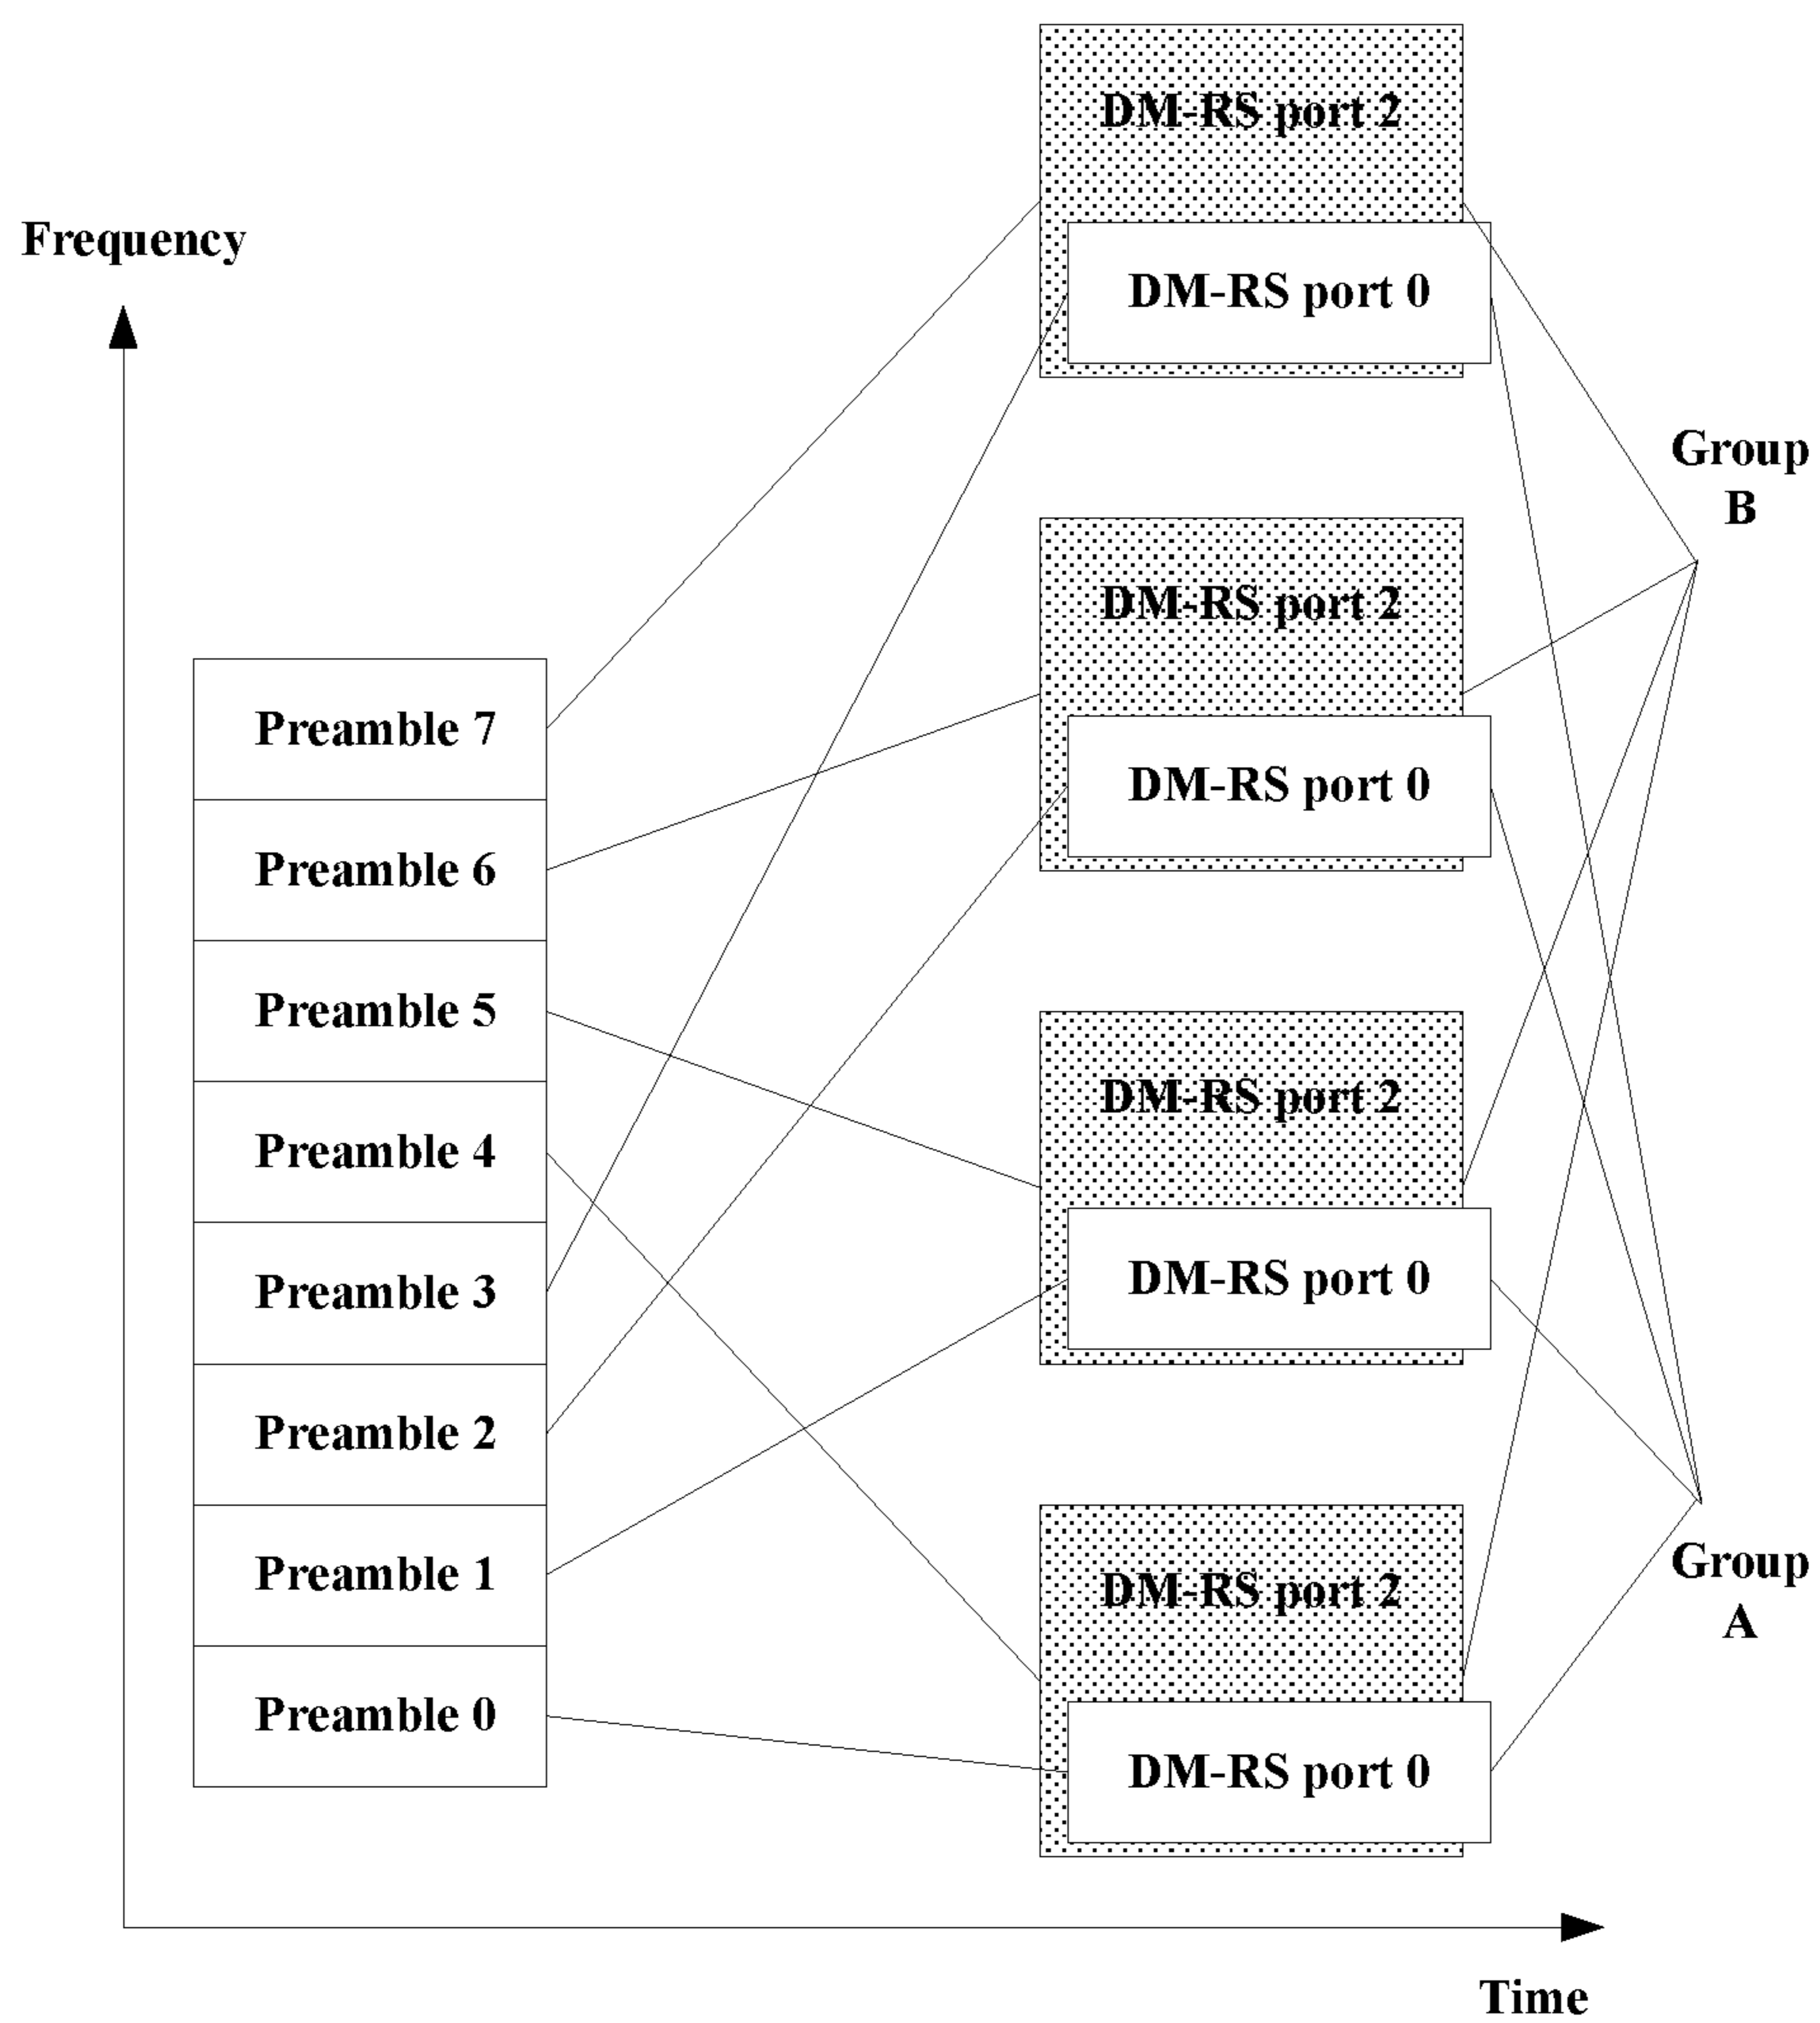 DM-RS port 2
Frequency
DM-RS port 0
Group
B
DM-RS port 2
Preamble 7
DM-RS port 0
Preamble 6
Preamble 5
DM-RS port 2
Preamble 4
Preamble 3
DM-RS port 0
Preamble 2
Preamble 1
DM-RS port 2
Group
A
Preamble 0
DM-RS port 0
Time